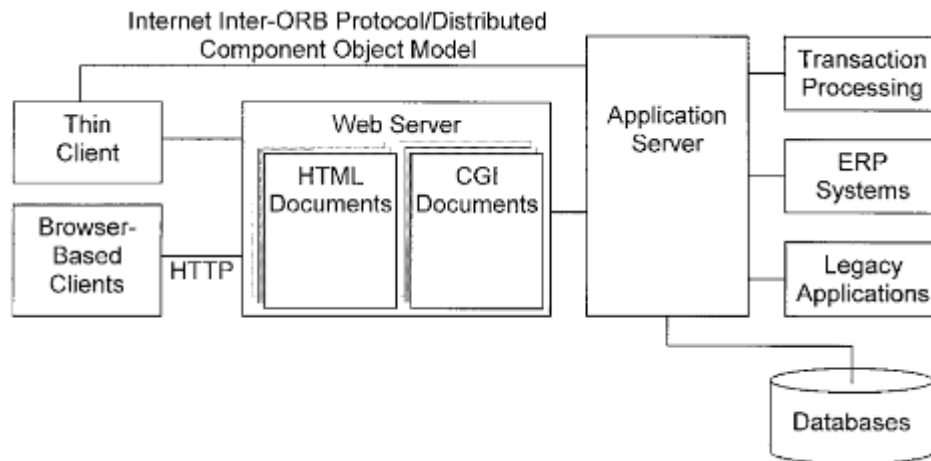 Internet Inter-ORB Protocol/Distributed
Component Object Model
Thin
Client
Browser-
Based
Clients
HTTP
Web Server
HTML
Documents
CGI
Documents
Application
Server
Transaction
Processing
ERP
Systems
Legacy
Applications
Databases